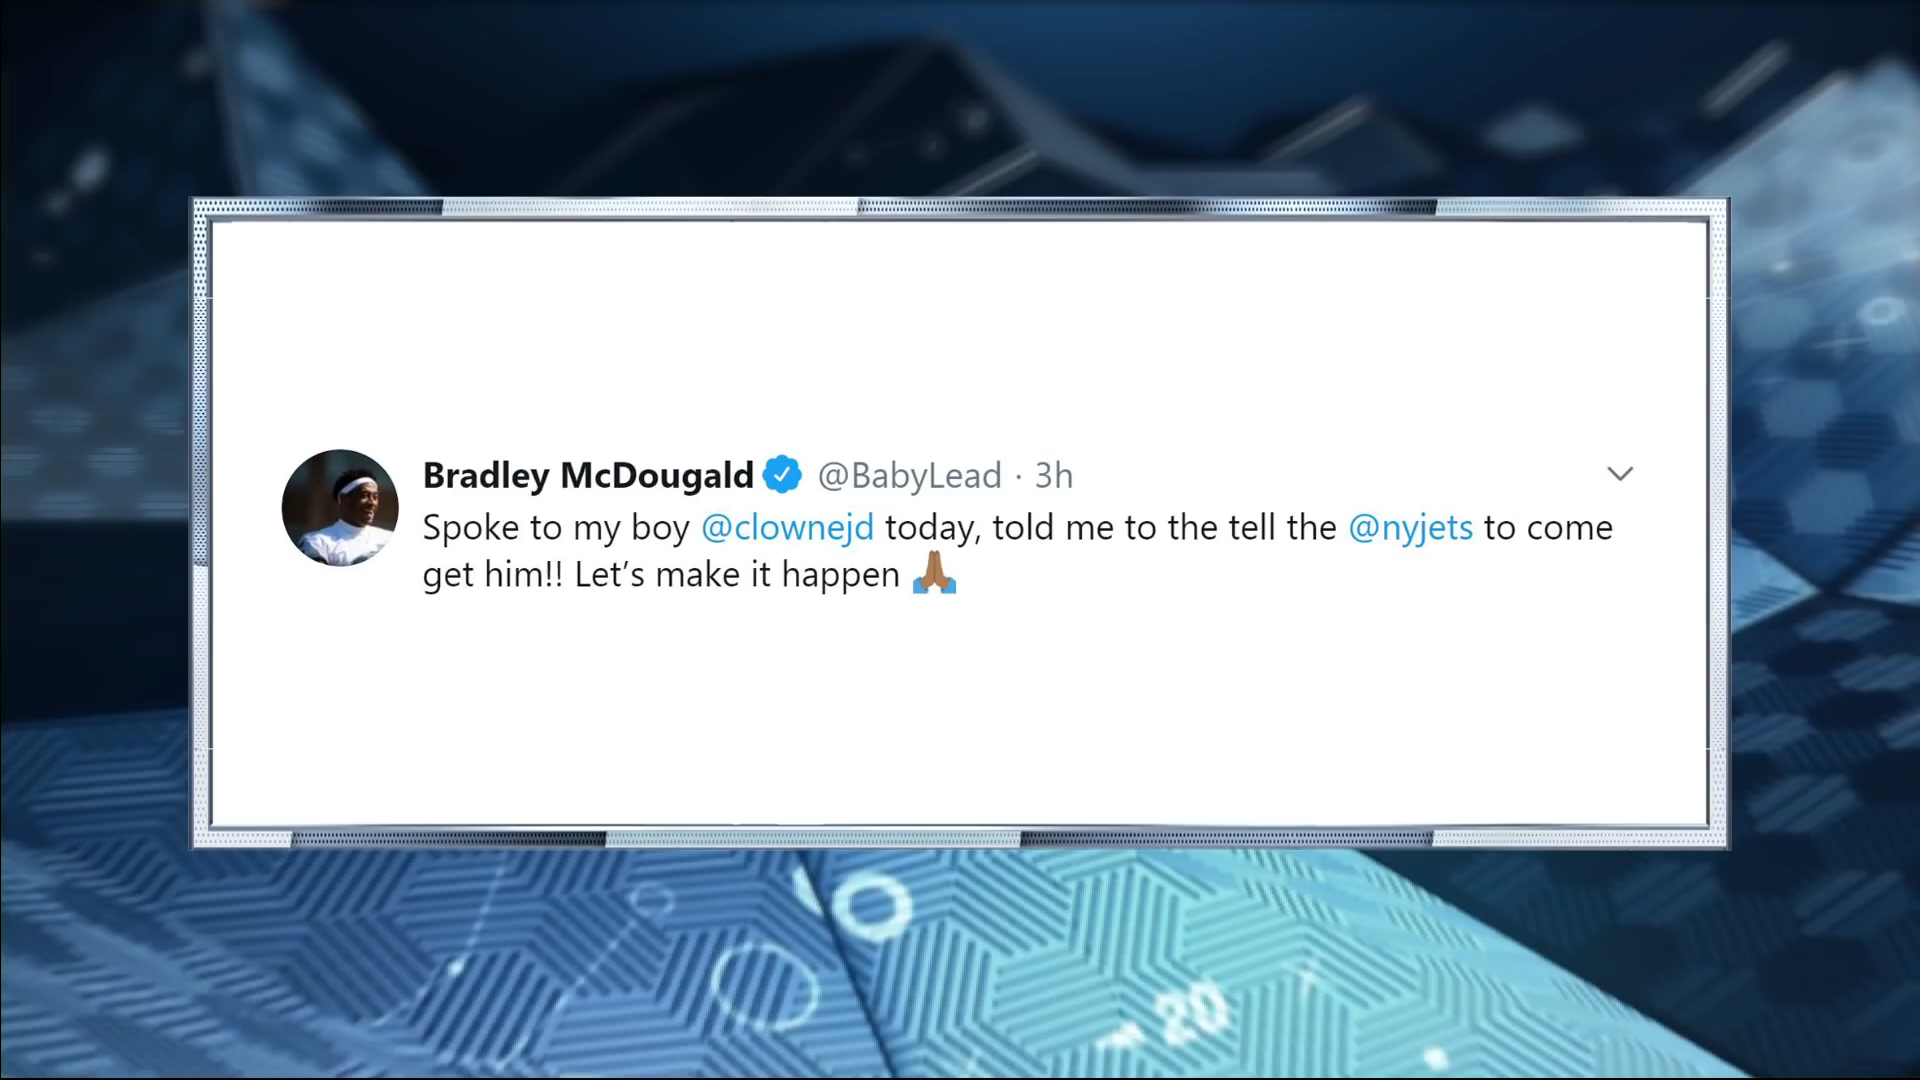 Bradley McDougald @BabyLead · 3h
Spoke to my boy @clownejd today, told me to the tell the @nyjets to come
get him!! Let’s make it happen 🙏🏾
20